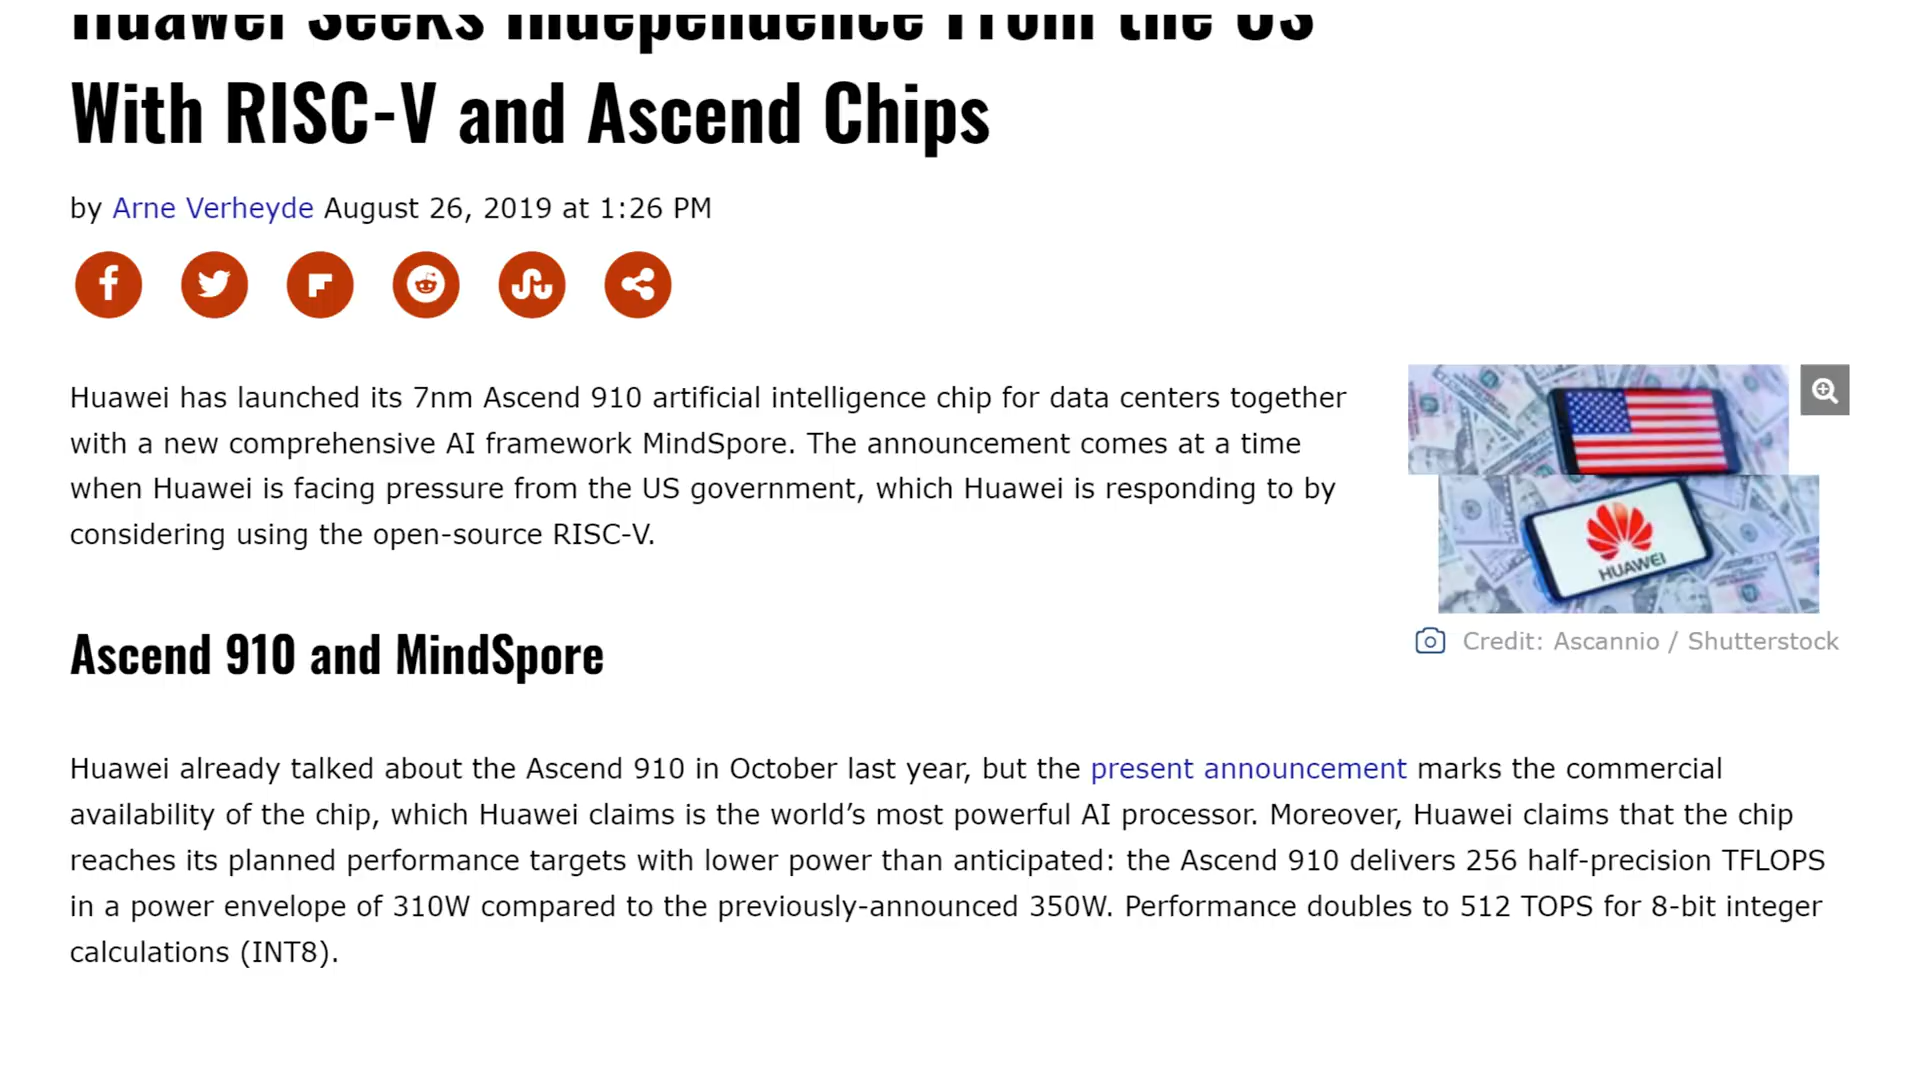 Huawei Seeks Independence From the US
With RISC-V and Ascend Chips
by Arne Verheyde August 26, 2019 at 1:26 PM
Huawei has launched its 7nm Ascend 910 artificial intelligence chip for data centers together
with a new comprehensive AI framework MindSpore. The announcement comes at a time
when Huawei is facing pressure from the US government, which Huawei is responding to by
considering using the open-source RISC-V.
HUAWEI
Credit: Ascannio / Shutterstock
Ascend 910 and MindSpore
Huawei already talked about the Ascend 910 in October last year, but the present announcement marks the commercial
availability of the chip, which Huawei claims is the world’s most powerful AI processor. Moreover, Huawei claims that the chip
reaches its planned performance targets with lower power than anticipated: the Ascend 910 delivers 256 half-precision TFLOPS
in a power envelope of 310W compared to the previously-announced 350W. Performance doubles to 512 TOPS for 8-bit integer
calculations (INT8).